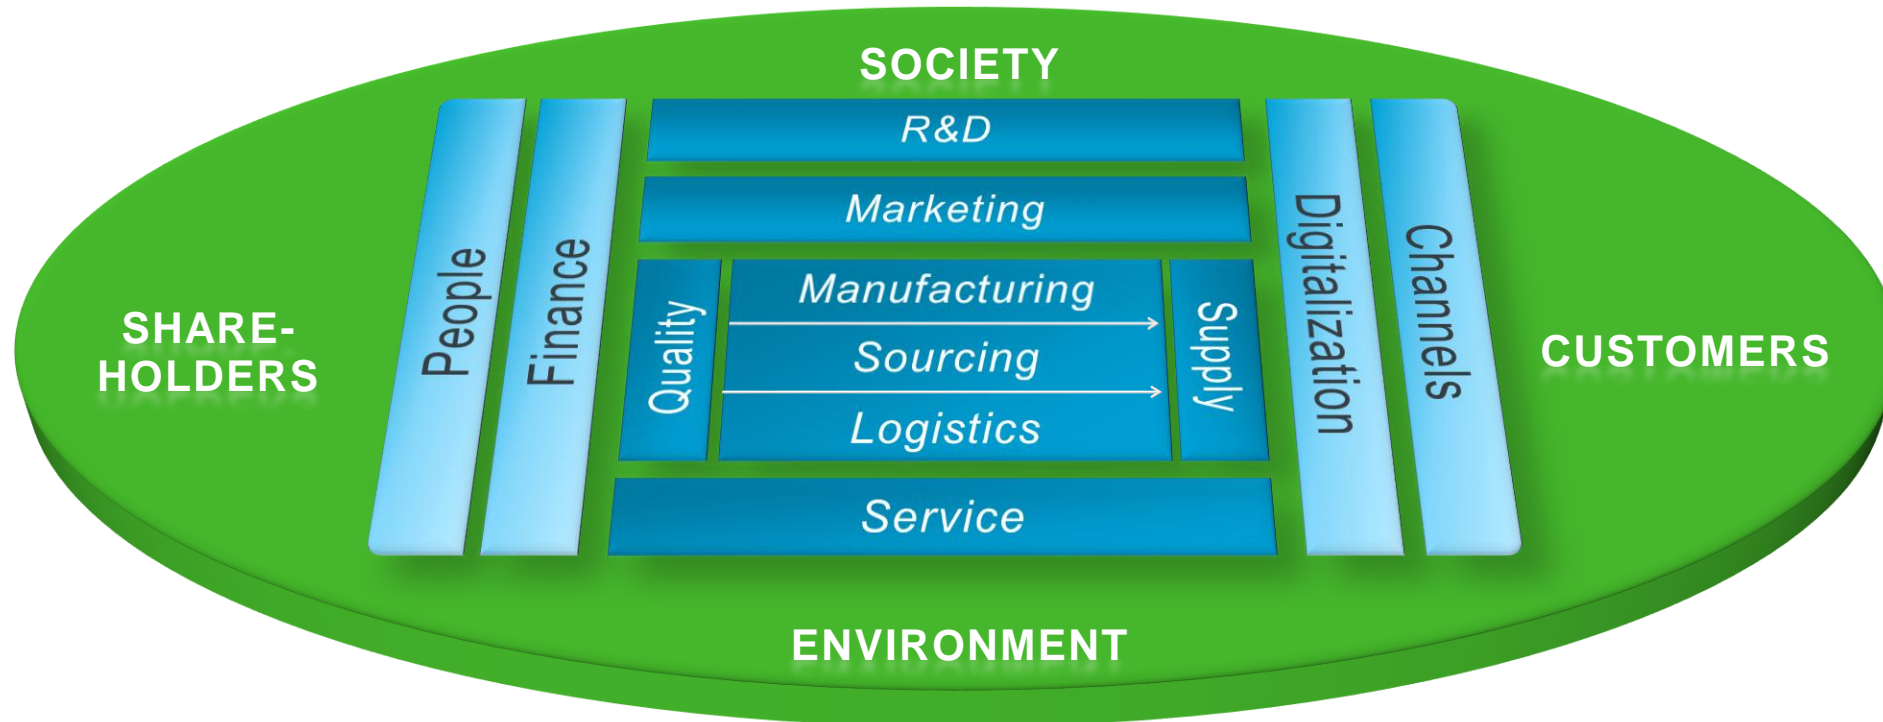 SOCIETY
R&D
Marketing
People
Finance
Quality
Manufacturing
Sourcing
Logistics
Supply
Digitalization
Channels
Service
SHARE-
HOLDERS
CUSTOMERS
ENVIRONMENT